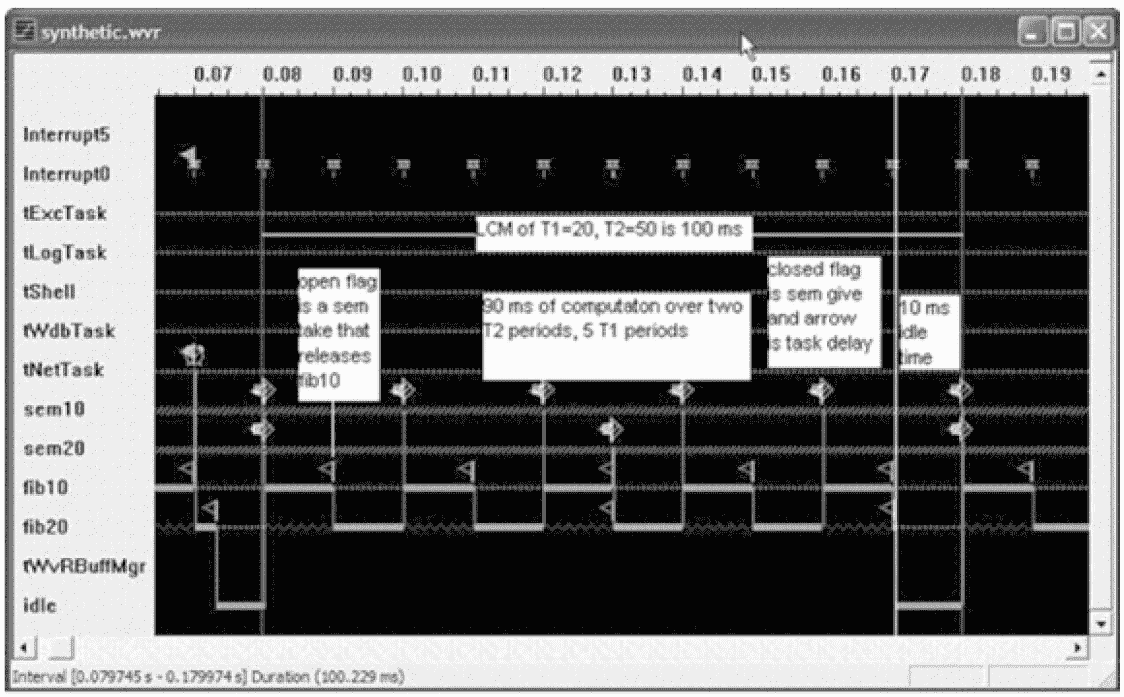 synthetic.wvr
0.07 0.08 0.09 0.10 0.11 0.12 0.13 0.14 0.15 0.16 0.17 0.18 0.19
Interrupt5
Interrupt0
tExcTask
LCM of T1=20, T2=50 is 100 ms
tLogTask
tShell
open flag
is a sem
take that
releases
fib10
90 ms of computaton over two
T2 periods, 5 T1 periods
closed flag
is sem give
and arrow
is task delay
10 ms
idle
time
tWdbTask
tNetTask
sem10
sem20
fib10
fib20
tWvRBuffMgr
idle
Interval [0.079745 s - 0.179974 s] Duration (100.229 ms)